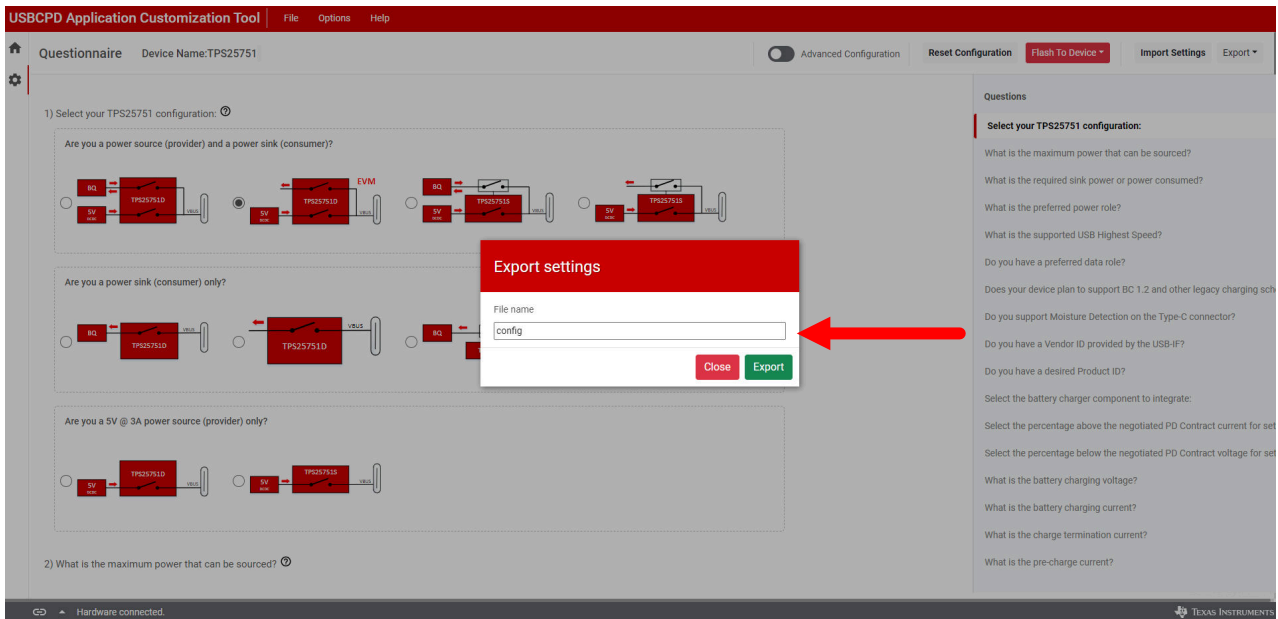 USBCPD Application Customization Tool File Options Help
Questionnaire Device Name:TPS25751 Advanced Configuration Reset Configuration Flash To Device Import Settings Export
1) Select your TPS25751 configuration:
Are you a power source (provider) and a power sink (consumer)?
BQ TPS25751D 5V DCDC VBUS
EVM TPS25751D 5V DCDC VBUS
BQ TPS25751S 5V DCDC VBUS
TPS25751S 5V DCDC VBUS
Are you a power sink (consumer) only?
BQ TPS25751D VBUS
TPS25751D VBUS
BQ
Are you a 5V @ 3A power source (provider) only?
TPS25751D 5V DCDC VBUS
TPS25751S 5V DCDC VBUS
2) What is the maximum power that can be sourced?
Export settings
File name
config
Close Export
Questions
Select your TPS25751 configuration:
What is the maximum power that can be sourced?
What is the required sink power or power consumed?
What is the preferred power role?
What is the supported USB Highest Speed?
Do you have a preferred data role?
Does your device plan to support BC 1.2 and other legacy charging sch
Do you support Moisture Detection on the Type-C connector?
Do you have a Vendor ID provided by the USB-IF?
Do you have a desired Product ID?
Select the battery charger component to integrate:
Select the percentage above the negotiated PD Contract current for set
Select the percentage below the negotiated PD Contract voltage for set
What is the battery charging voltage?
What is the battery charging current?
What is the charge termination current?
What is the pre-charge current?
Hardware connected.
TEXAS INSTRUMENTS